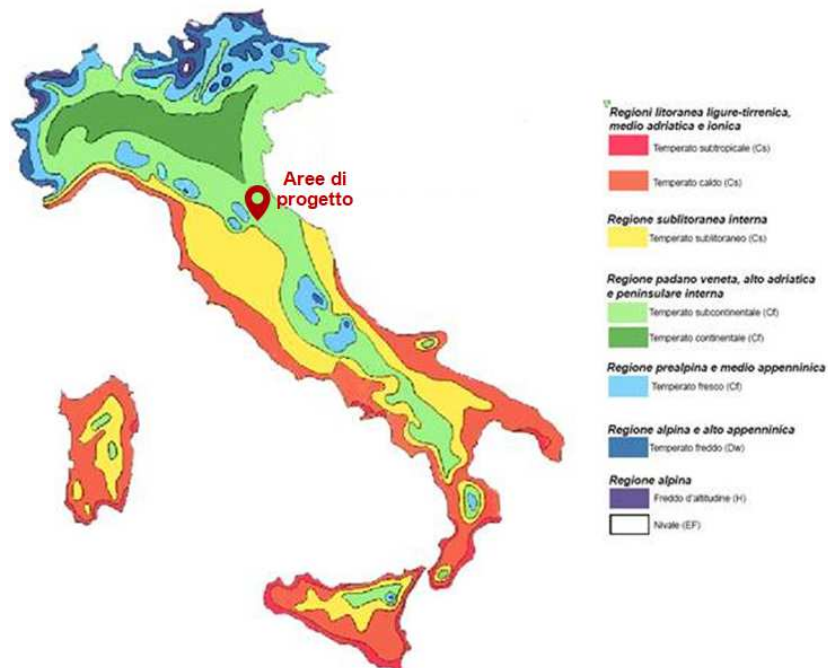 Aree di
progetto
Regioni litoranea ligure-tirrenica,
medio adriatica e ionica
Temperato subtropicale (Cs)
Temperato caldo (Cs)
Regione sublitoranea interna
Temperato sublitoraneo (Cs)
Regione padano veneta, alto adriatica
e peninsulare interna
Temperato subcontinentale (Cf)
Temperato continentale (Cf)
Regione prealpina e medio appenninica
Temperato fresco (Cf)
Regione alpina e alto appenninica
Temperato freddo (Dw)
Regione alpina
Freddo d'altitudine (H)
Nivale (EF)